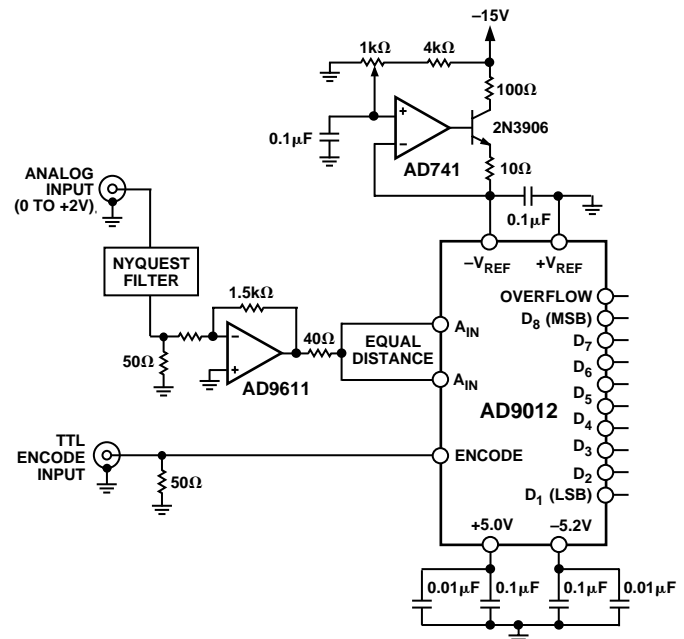 –15V
1kΩ
4kΩ
100Ω
2N3906
0.1µF
+
–
AD741
10Ω
0.1µF
ANALOG
INPUT
(0 TO +2V)
NYQUEST
FILTER
–VREF
+VREF
1.5kΩ
50Ω
–
+
AD9611
40Ω
EQUAL
DISTANCE
AIN
AIN
OVERFLOW
D8 (MSB)
D7
D6
D5
D4
D3
D2
D1 (LSB)
AD9012
TTL
ENCODE
INPUT
50Ω
ENCODE
+5.0V
–5.2V
0.01µF
0.1µF
0.1µF
0.01µF